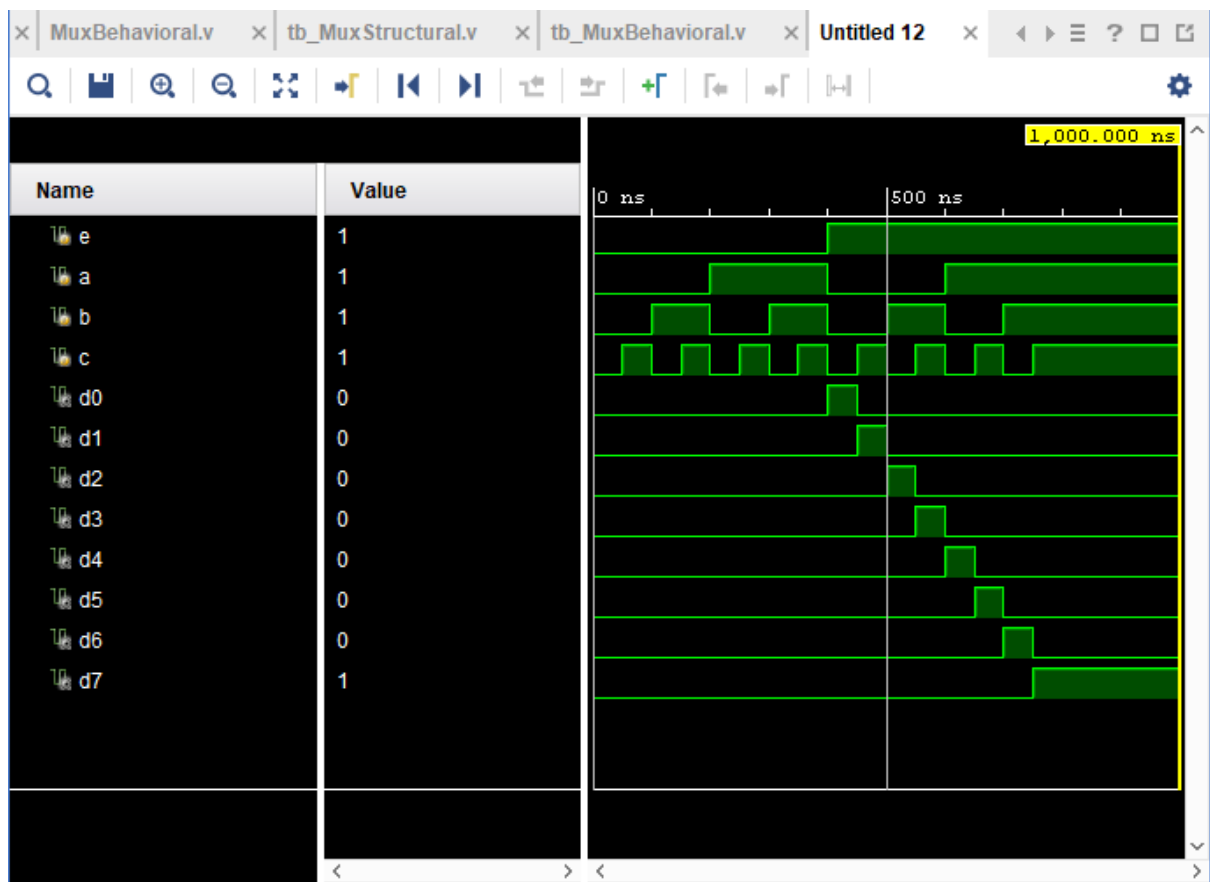 MuxBehavioral.v tb_MuxStructural.v tb_MuxBehavioral.v Untitled 12
1,000.000 ns
Name Value 0 ns 500 ns
e 1
a 1
b 1
c 1
d0 0
d1 0
d2 0
d3 0
d4 0
d5 0
d6 0
d7 1